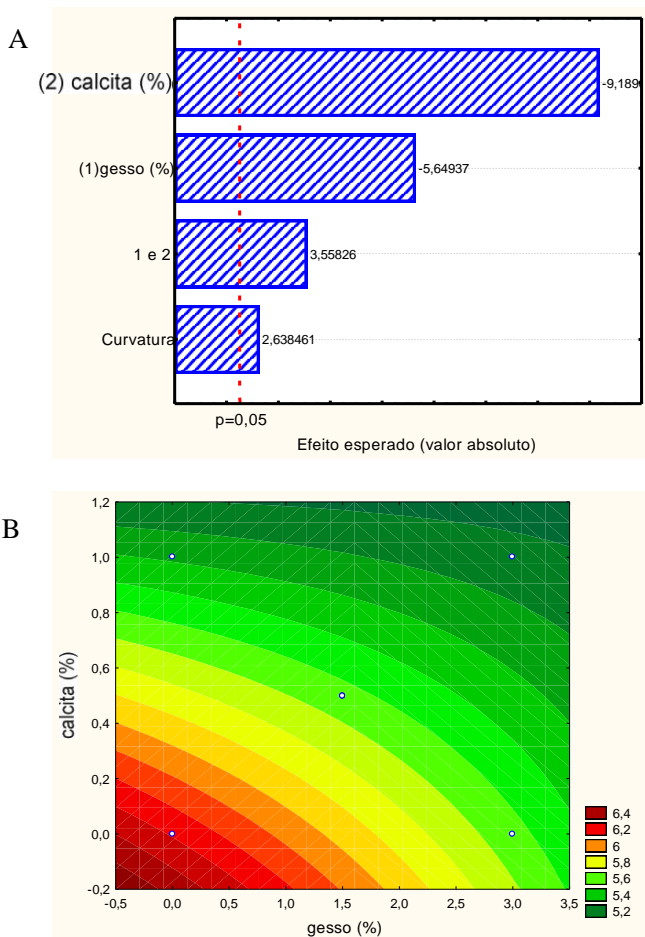 A
(2) calcita (%)
-9,189
(1)gesso (%)
-5,64937
1 e 2
3,55826
Curvatura
2,638461
p=0,05
Efeito esperado (valor absoluto)
B
1,2
1,0
0,8
0,6
0,4
0,2
0,0
-0,2
calcita (%)
-0,5 0,0 0,5 1,0 1,5 2,0 2,5 3,0 3,5
gesso (%)
6,4
6,2
6
5,8
5,6
5,4
5,2